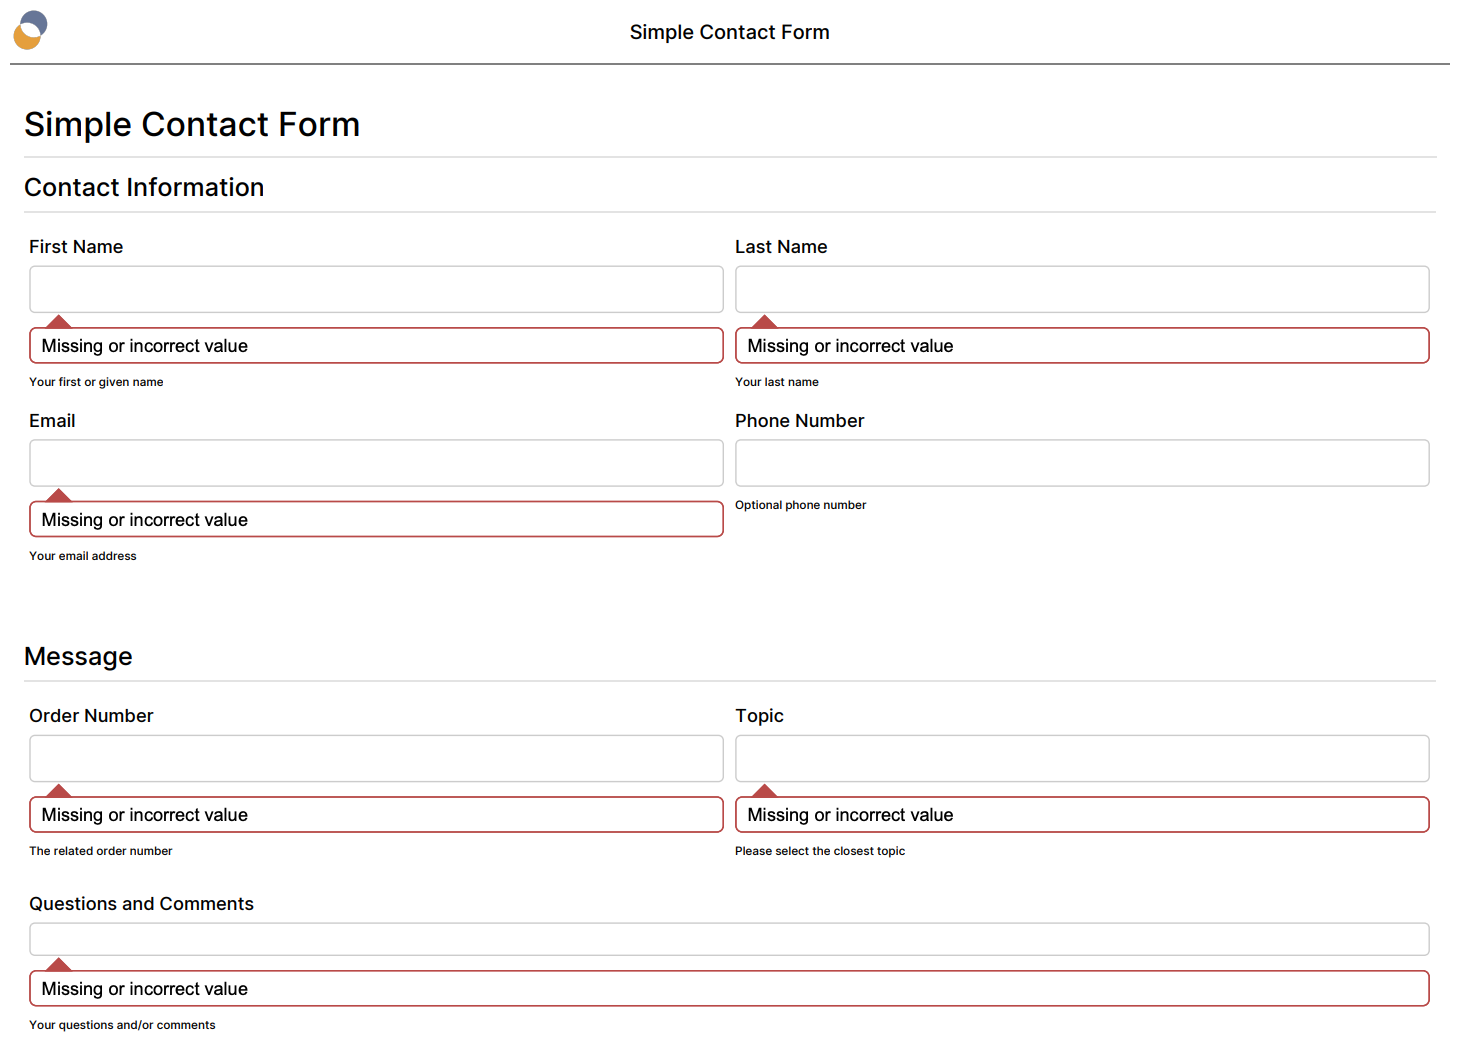 Simple Contact Form
Simple Contact Form
Contact Information
First Name
Last Name
Missing or incorrect value
Missing or incorrect value
Your first or given name
Your last name
Email
Phone Number
Missing or incorrect value
Optional phone number
Your email address
Message
Order Number
Topic
Missing or incorrect value
Missing or incorrect value
The related order number
Please select the closest topic
Questions and Comments
Missing or incorrect value
Your questions and/or comments